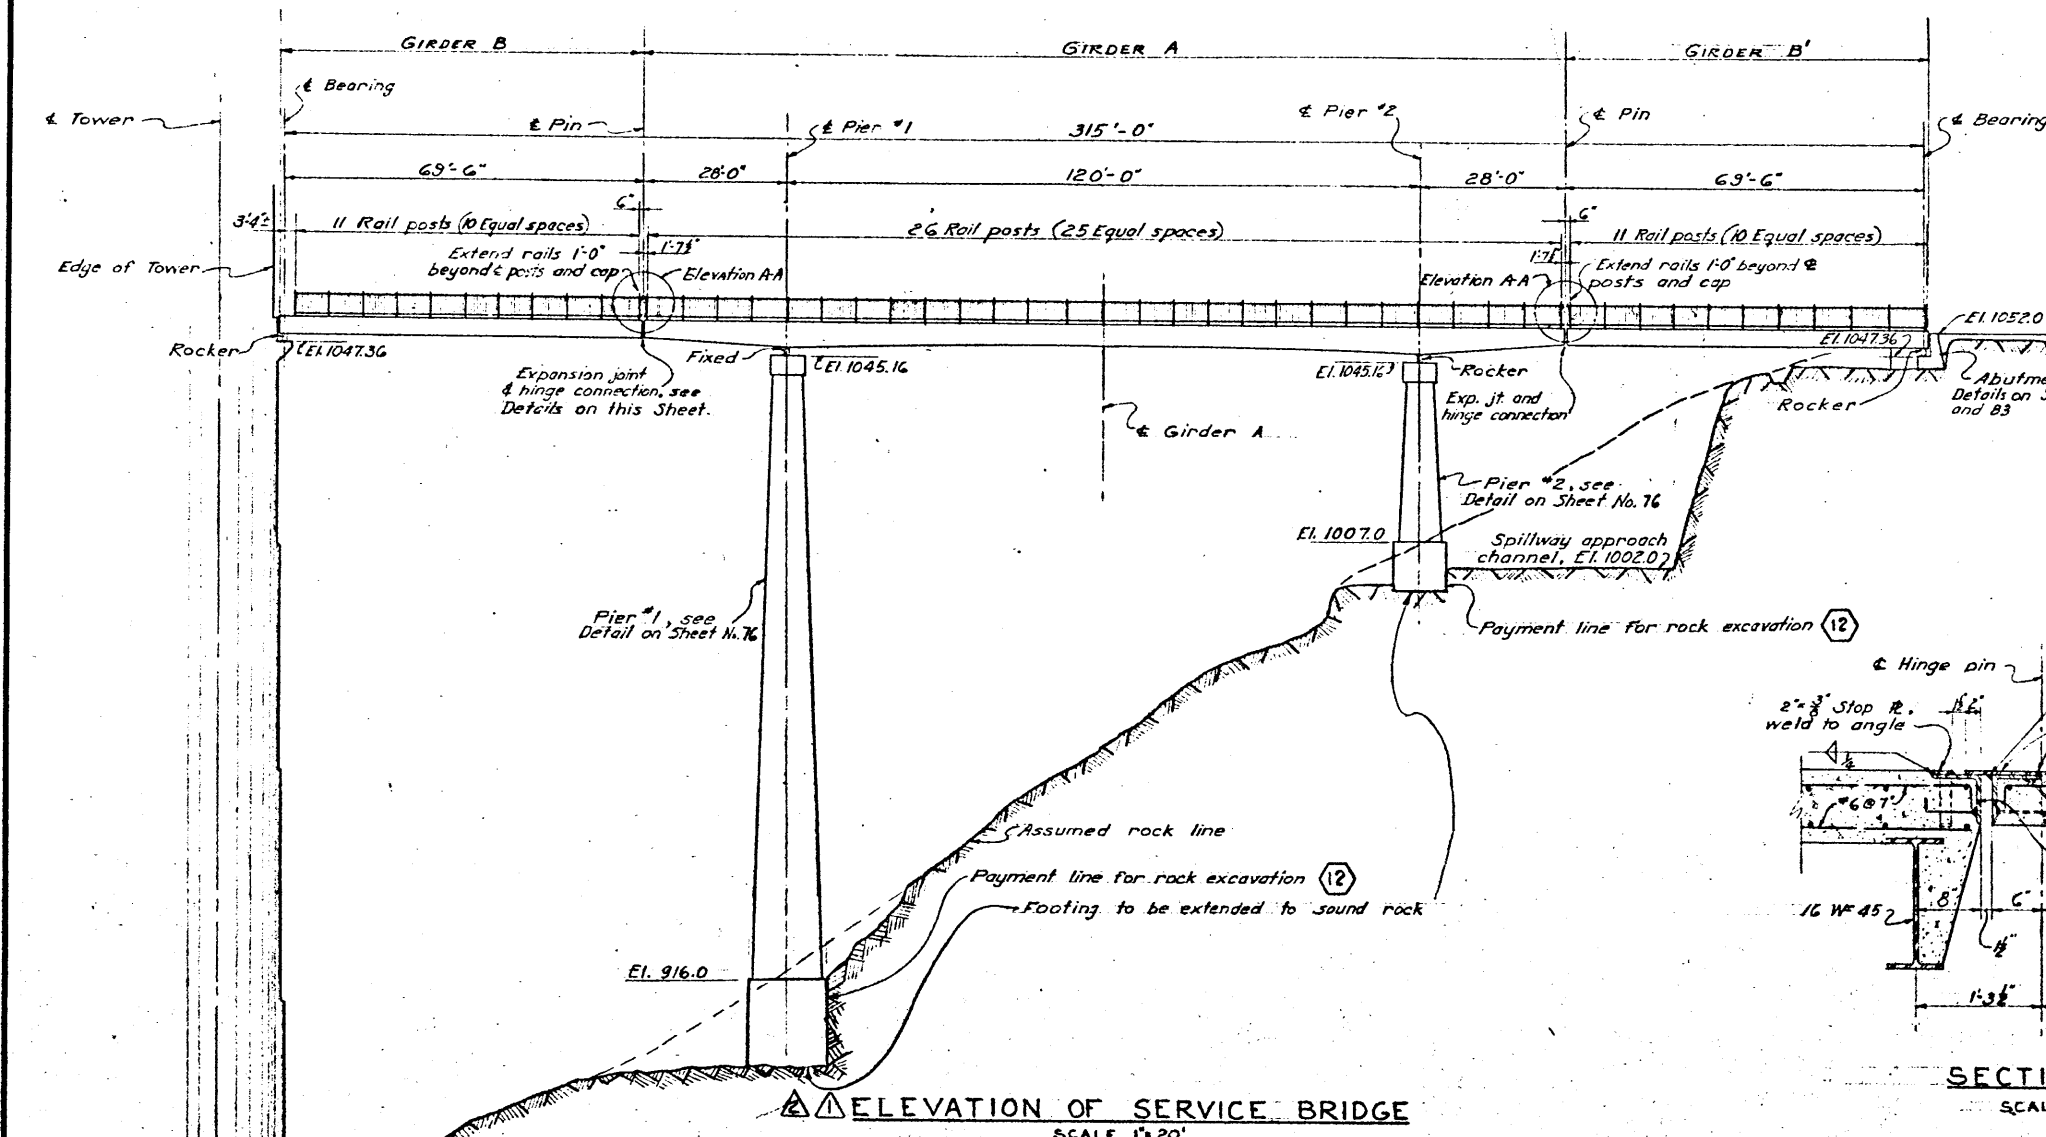 GIRDER B
GIRDER A
GIRDER B'
℄ Bearing
℄ Tower
℄ Pin
℄ Pier #1
315'-0"
℄ Pier #2
℄ Pin
℄ Bearing
69'-6"
28'-0"
120'-0"
28'-0"
69'-6"
3'-4"±
11 Rail posts (10 Equal spaces)
6"
26 Rail posts (25 Equal spaces)
6"
11 Rail posts (10 Equal spaces)
Extend rails 1'-0"
beyond ℄ posts and cap
1'-7½"
Elevation A-A
Edge of Tower
1'-7½"
Extend rails 1'-0" beyond ℄
posts and cap
Elevation A-A
El. 1052.0
Rocker
El. 1047.36
Fixed
El. 1045.16
El. 1045.16
Rocker
El. 1047.36
Expansion joint
& hinge connection, see
Details on this Sheet.
Exp. jt. and
hinge connection
Rocker
Abutme
Details on
and 83
℄ Girder A
Pier #2, see
Detail on Sheet No. 76
El. 1007.0
Spillway approach
channel, El. 1002.0
Pier #1, see
Detail on Sheet No. 76
Payment line for rock excavation 12
℄ Hinge pin
2" x ⅜" Stop ℞.
weld to angle
1½" 2"
¼
#6@7"
Assumed rock line
Payment line for rock excavation 12
Footing to be extended to sound rock
16 WF 45
8"
6"
1½"
1'-3½"
El. 916.0
2 1 ELEVATION OF SERVICE BRIDGE
SCALE 1"=20'
SECTI
SCAL